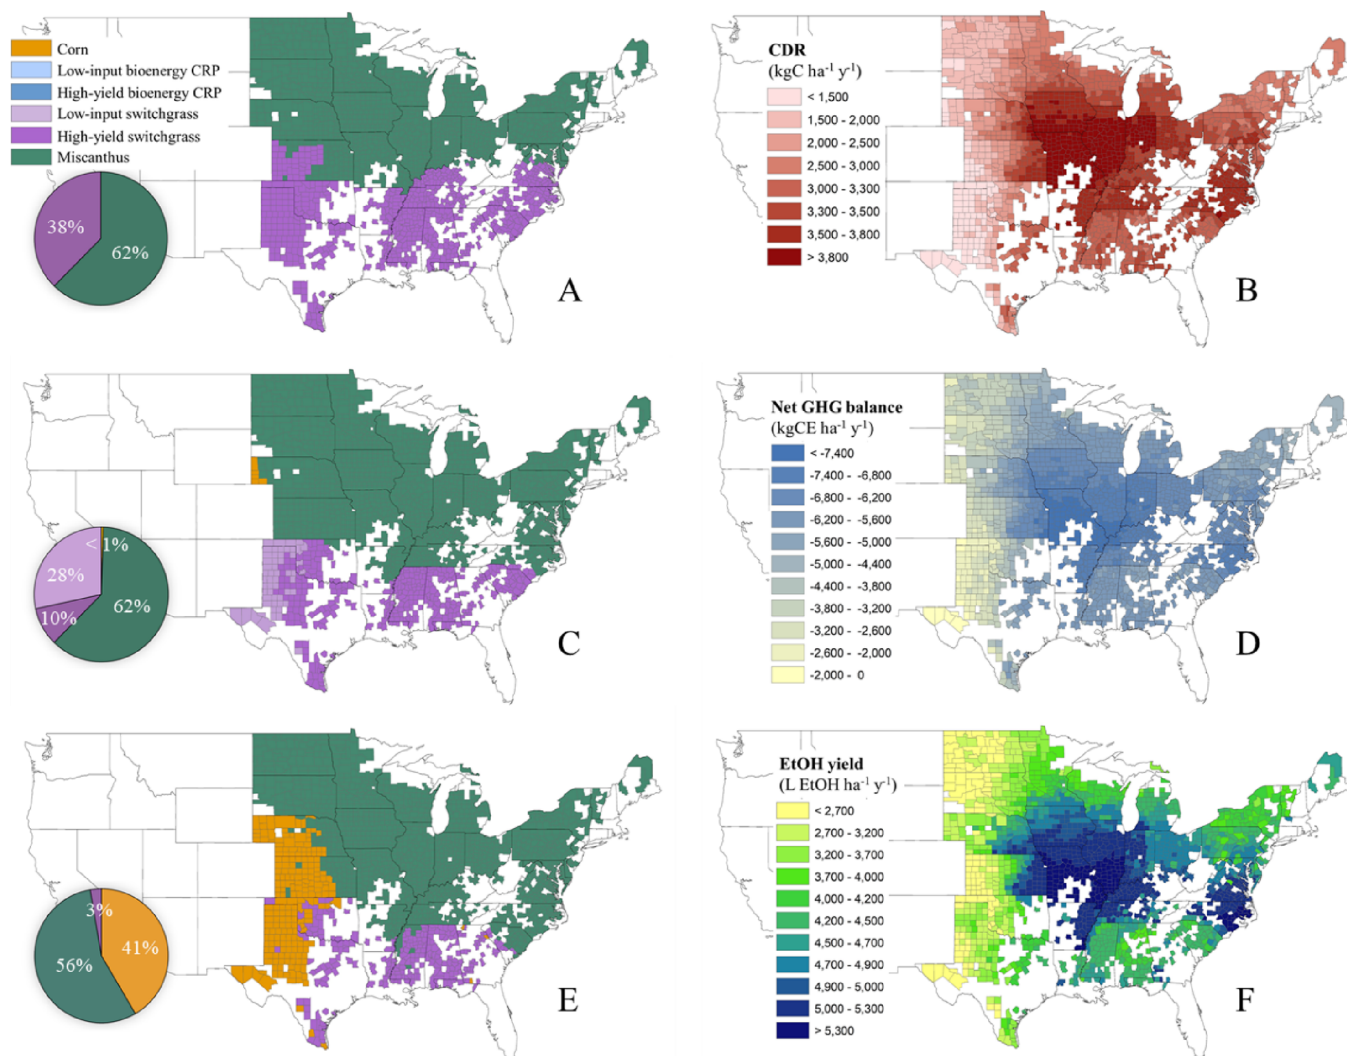 Corn
Low-input bioenergy CRP
High-yield bioenergy CRP
Low-input switchgrass
High-yield switchgrass
Miscanthus
38%
62%
A
CDR
(kgC ha⁻¹ y⁻¹)
< 1,500
1,500 - 2,000
2,000 - 2,500
2,500 - 3,000
3,000 - 3,300
3,300 - 3,500
3,500 - 3,800
> 3,800
B
< 1%
28%
10%
62%
C
Net GHG balance
(kgCE ha⁻¹ y⁻¹)
< -7,400
-7,400 - -6,800
-6,800 - -6,200
-6,200 - -5,600
-5,600 - -5,000
-5,000 - -4,400
-4,400 - -3,800
-3,800 - -3,200
-3,200 - -2,600
-2,600 - -2,000
-2,000 - 0
D
3%
41%
56%
E
EtOH yield
(L EtOH ha⁻¹ y⁻¹)
< 2,700
2,700 - 3,200
3,200 - 3,700
3,700 - 4,000
4,000 - 4,200
4,200 - 4,500
4,500 - 4,700
4,700 - 4,900
4,900 - 5,000
5,000 - 5,300
> 5,300
F